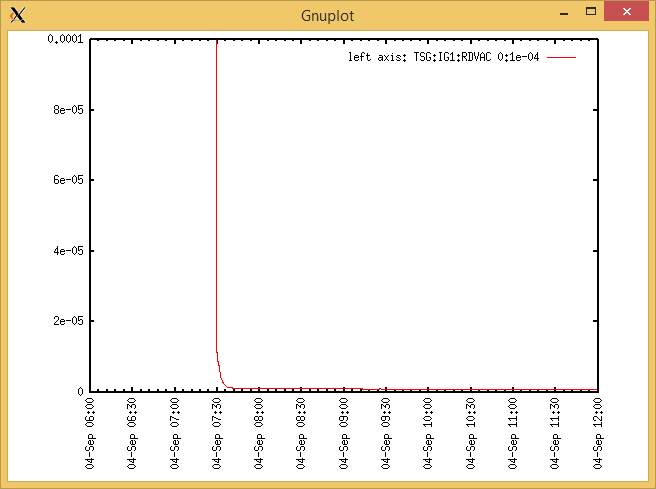 Gnuplot
0.0001
left axis: TSG:IG1:RDVAC 0:1e-04
8e-05
6e-05
4e-05
2e-05
0
04-Sep 06:00
04-Sep 06:30
04-Sep 07:00
04-Sep 07:30
04-Sep 08:00
04-Sep 08:30
04-Sep 09:00
04-Sep 09:30
04-Sep 10:00
04-Sep 10:30
04-Sep 11:00
04-Sep 11:30
04-Sep 12:00